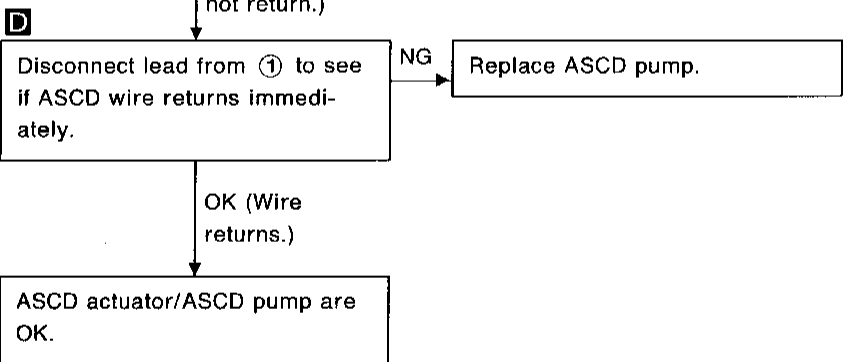 not return.)
D
Disconnect lead from ① to see
if ASCD wire returns immedi-
ately.
NG
Replace ASCD pump.
OK (Wire
returns.)
ASCD actuator/ASCD pump are
OK.